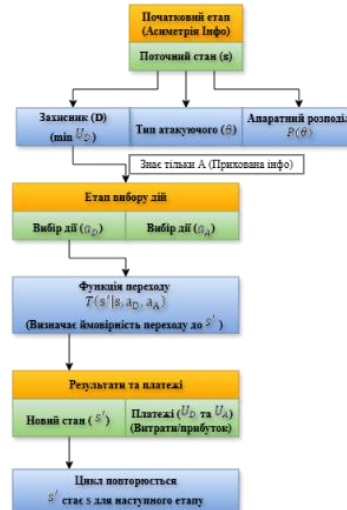 Початковий етап
(Асиметрія Інфо)
Поточний стан (s)
Захисник (D)
(min U_D)
Тип атакуючого (θ)
Апаратний розподіл
P(θ)
Знає тільки А (Прихована інфо)
Етап вибору дій
Вибір дії (a_D)
Вибір дії (a_A)
Функція переходу
T(s'|s, a_D, a_A)
(Визначає ймовірність переходу до s' )
Результати та платежі
Новий стан ( s')
Платежі (U_D та U_A)
(Витрати/прибуток)
Цикл повторюється
s' стає s для наступного етапу